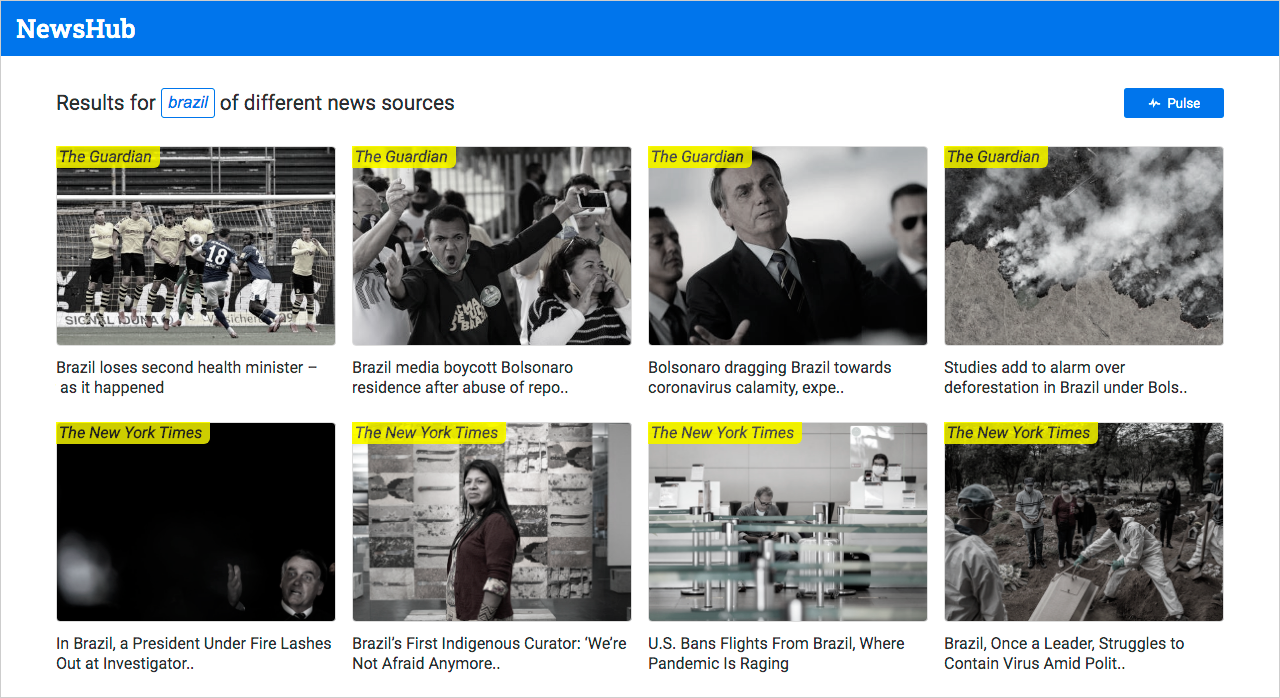 NewsHub
Results for brazil of different news sources
Pulse
The Guardian
The Guardian
The Guardian
The Guardian
18
SIGNAL IDUNA
Brazil loses second health minister –
as it happened
Brazil media boycott Bolsonaro
residence after abuse of repo..
Bolsonaro dragging Brazil towards
coronavirus calamity, expe..
Studies add to alarm over
deforestation in Brazil under Bols..
The New York Times
The New York Times
The New York Times
The New York Times
In Brazil, a President Under Fire Lashes
Out at Investigator..
Brazil’s First Indigenous Curator: ‘We’re
Not Afraid Anymore..
U.S. Bans Flights From Brazil, Where
Pandemic Is Raging
Brazil, Once a Leader, Struggles to
Contain Virus Amid Polit..